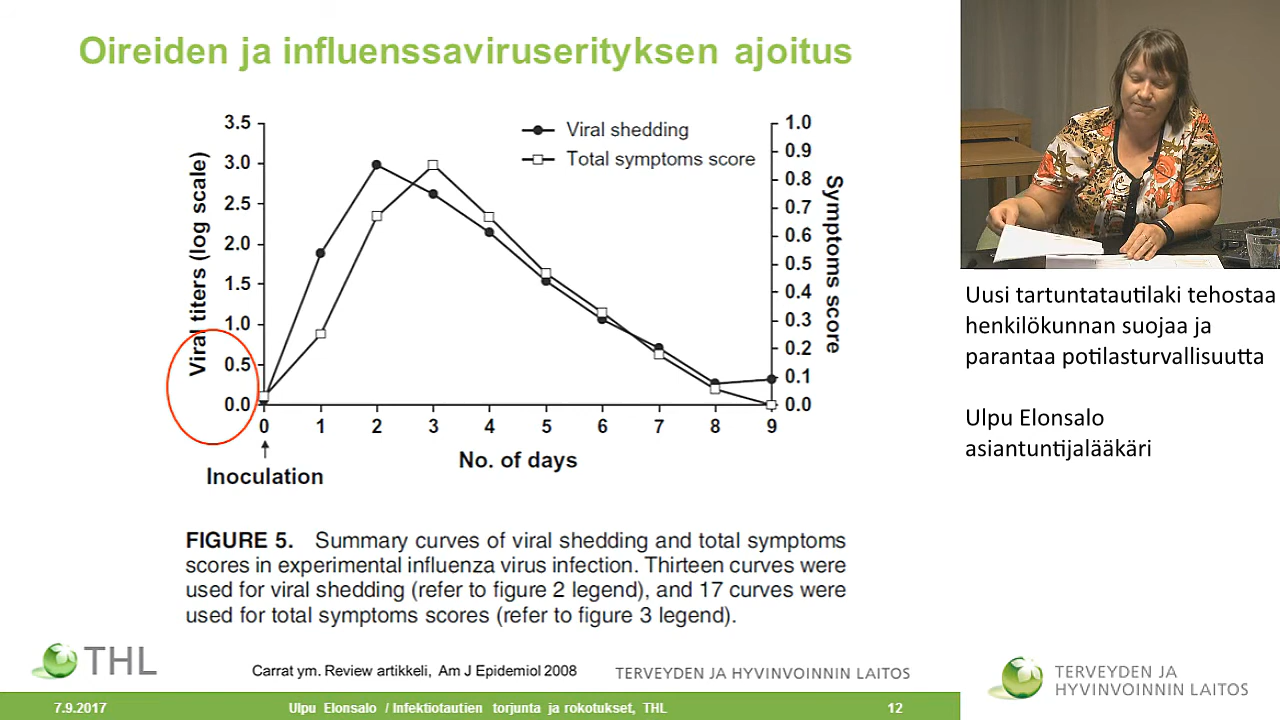 Oireiden ja influenssaviruserityksen ajoitus
Viral titers (log scale)
3.5
3.0
2.5
2.0
1.5
1.0
0.5
0.0
Viral shedding
Total symptoms score
1.0
0.9
0.8
0.7
0.6
0.5
0.4
0.3
0.2
0.1
0.0
Symptoms score
0 1 2 3 4 5 6 7 8 9
No. of days
Inoculation
FIGURE 5. Summary curves of viral shedding and total symptoms
scores in experimental influenza virus infection. Thirteen curves were
used for viral shedding (refer to figure 2 legend), and 17 curves were
used for total symptoms scores (refer to figure 3 legend).
THL
Carrat ym. Review artikkeli, Am J Epidemiol 2008
TERVEYDEN JA HYVINVOINNIN LAITOS
7.9.2017
Ulpu Elonsalo / Infektiotautien torjunta ja rokotukset, THL
12
Uusi tartuntatautilaki tehostaa
henkilökunnan suojaa ja
parantaa potilasturvallisuutta
Ulpu Elonsalo
asiantuntijalääkäri
TERVEYDEN JA
HYVINVOINNIN LAITOS